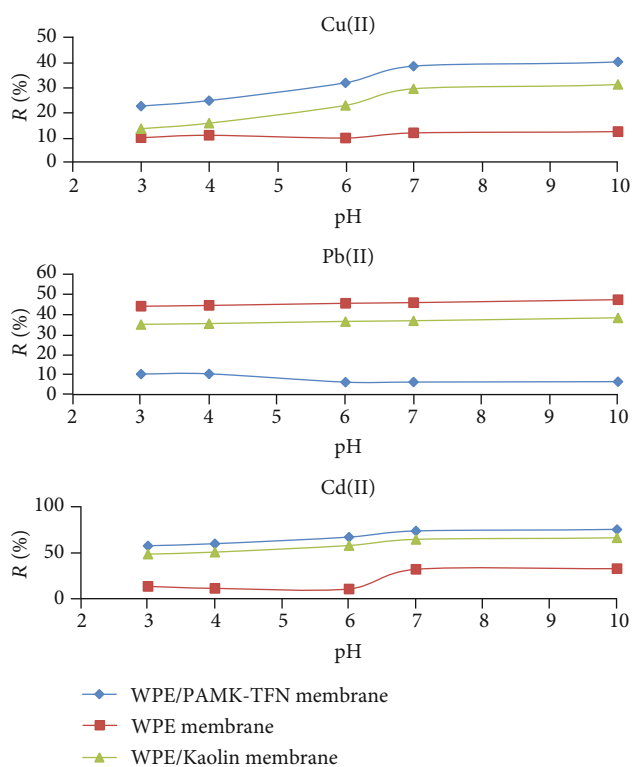 Cu(II)
50
40
30
20
10
0
R (%)
2 3 4 5 6 7 8 9 10
pH
Pb(II)
60
50
40
30
20
10
0
R (%)
2 3 4 5 6 7 8 9 10
pH
Cd(II)
100
50
0
R (%)
2 3 4 5 6 7 8 9 10
pH
WPE/PAMK-TFN membrane
WPE membrane
WPE/Kaolin membrane